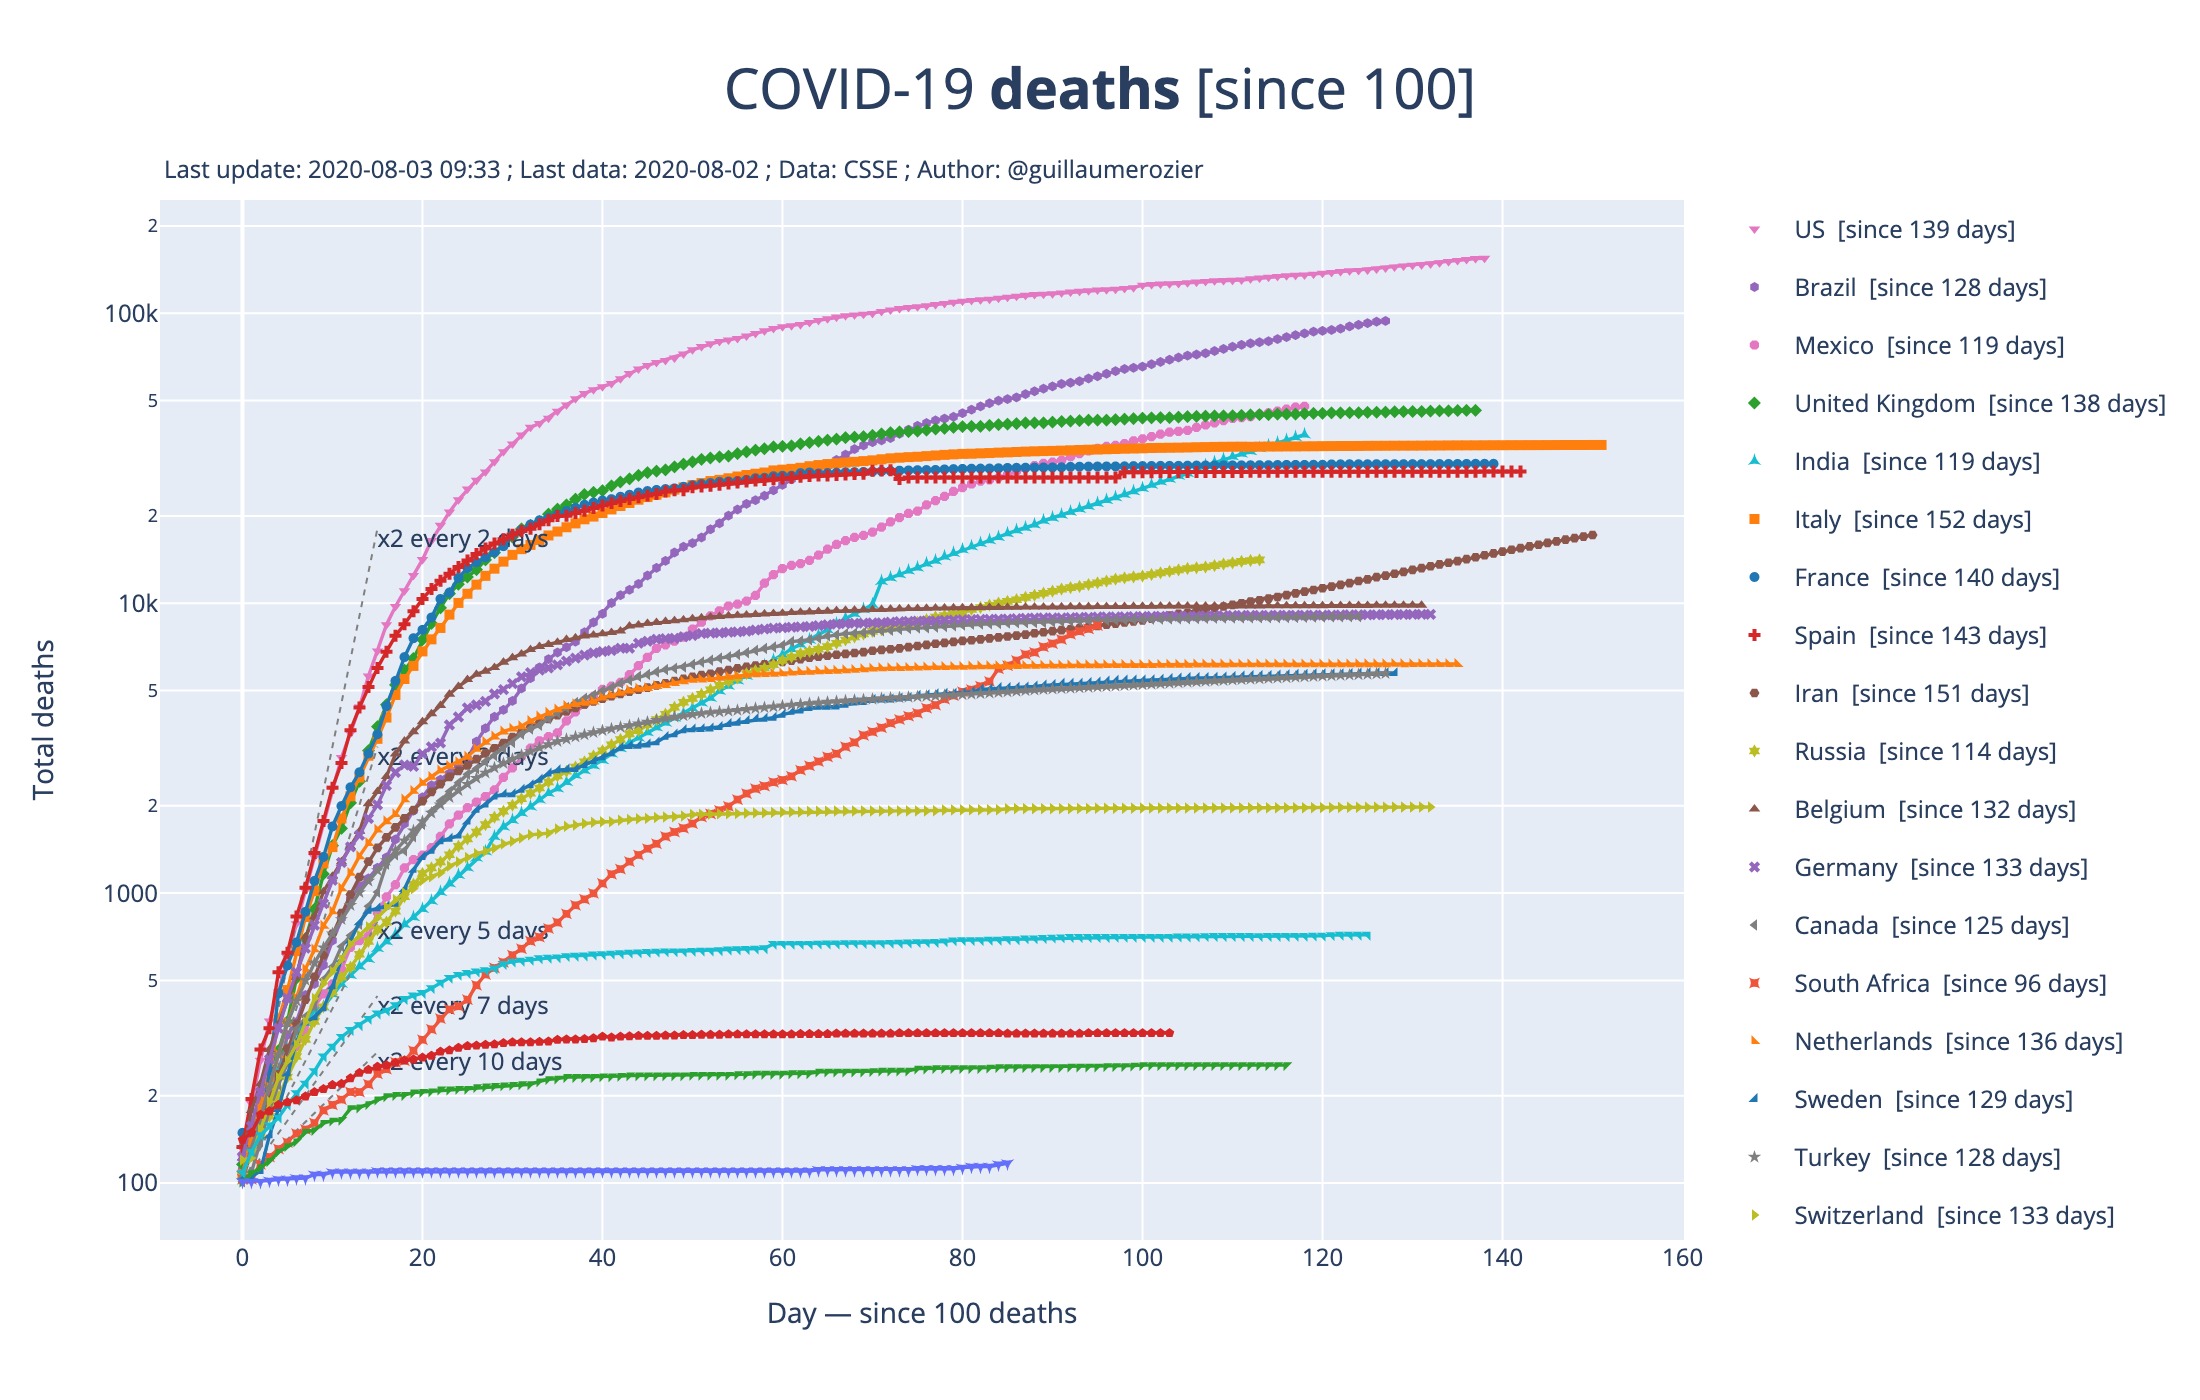 COVID-19 deaths [since 100]
Last update: 2020-08-03 09:33 ; Last data: 2020-08-02 ; Data: CSSE ; Author: @guillaumerozier
Total deaths
2
100k
5
2
10k
5
2
1000
5
2
100
x2 every 2 days
x2 every 3 days
x2 every 5 days
x2 every 7 days
x2 every 10 days
0 20 40 60 80 100 120 140 160
Day — since 100 deaths
US [since 139 days]
Brazil [since 128 days]
Mexico [since 119 days]
United Kingdom [since 138 days]
India [since 119 days]
Italy [since 152 days]
France [since 140 days]
Spain [since 143 days]
Iran [since 151 days]
Russia [since 114 days]
Belgium [since 132 days]
Germany [since 133 days]
Canada [since 125 days]
South Africa [since 96 days]
Netherlands [since 136 days]
Sweden [since 129 days]
Turkey [since 128 days]
Switzerland [since 133 days]